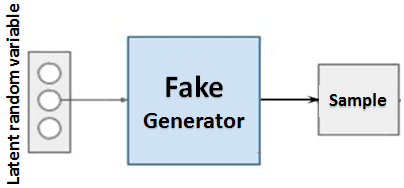 Latent random variable
Fake
Generator
Sample